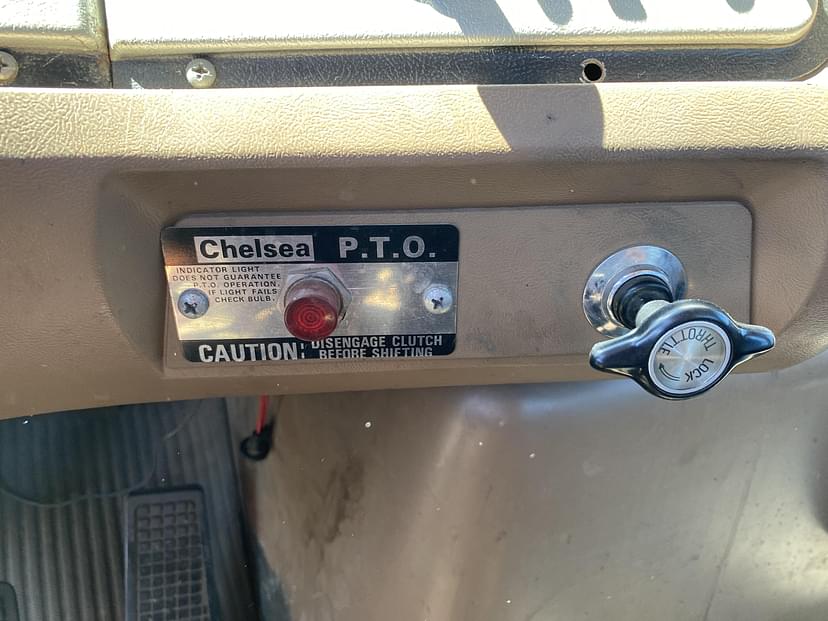 Chelsea P.T.O.
INDICATOR LIGHT
DOES NOT GUARANTEE
P.T.O. OPERATION.
IF LIGHT FAILS
CHECK BULB.
CAUTION: DISENGAGE CLUTCH
BEFORE SHIFTING
THROTTLE
LOCK